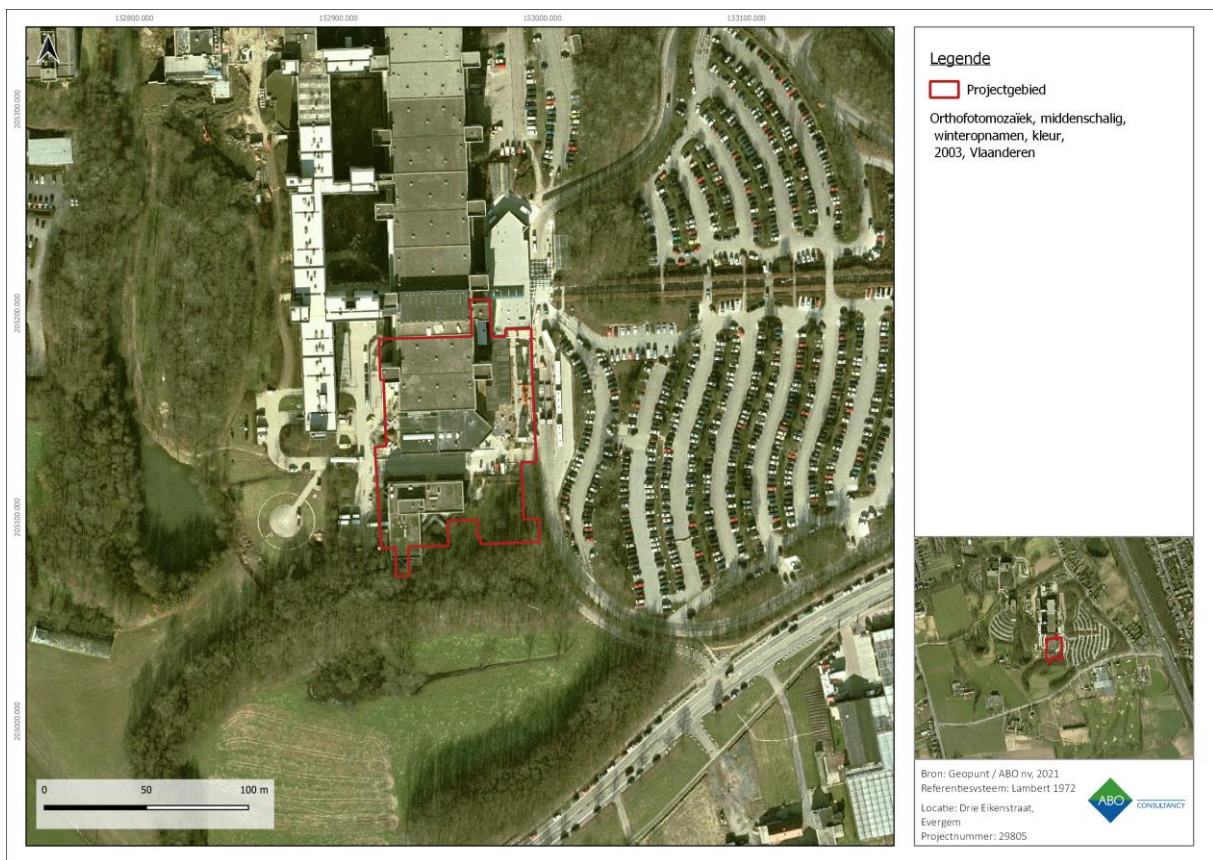 152800.000
152900.000
153000.000
153100.000
205300.000
205200.000
205100.000
205000.000
0
50
100 m
Legende
Projectgebied
Orthofotomozaïek, middenschalig,
winteropnamen, kleur,
2003, Vlaanderen
Bron: Geopunt / ABO nv, 2021
Referentiesysteem: Lambert 1972
Locatie: Drie Eikenstraat,
Evergem
Projectnummer: 29805
ABO
CONSULTANCY